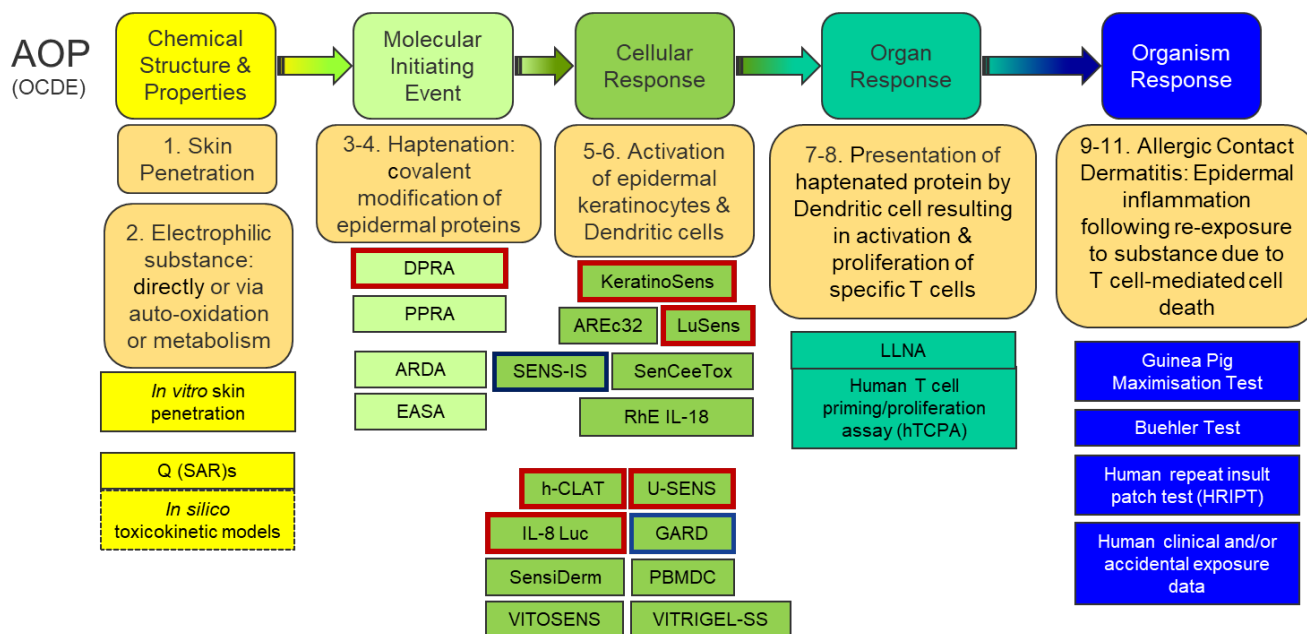 AOP
(OCDE)
Chemical
Structure &
Properties
Molecular
Initiating
Event
Cellular
Response
Organ
Response
Organism
Response
1. Skin
Penetration
2. Electrophilic
substance:
directly or via
auto-oxidation
or metabolism
In vitro skin
penetration
Q (SAR)s
In silico
toxicokinetic models
3-4. Haptenation:
covalent
modification of
epidermal proteins
DPRA
PPRA
ARDA
EASA
5-6. Activation
of epidermal
keratinocytes &
Dendritic cells
KeratinoSens
AREc32
LuSens
SENS-IS
SenCeeTox
RhE IL-18
h-CLAT
U-SENS
IL-8 Luc
GARD
SensiDerm
PBMDC
VITOSENS
VITRIGEL-SS
7-8. Presentation of
haptenated protein by
Dendritic cell resulting
in activation &
proliferation of
specific T cells
LLNA
Human T cell
priming/proliferation
assay (hTCPA)
9-11. Allergic Contact
Dermatitis: Epidermal
inflammation
following re-exposure
to substance due to
T cell-mediated cell
death
Guinea Pig
Maximisation Test
Buehler Test
Human repeat insult
patch test (HRIPT)
Human clinical and/or
accidental exposure
data